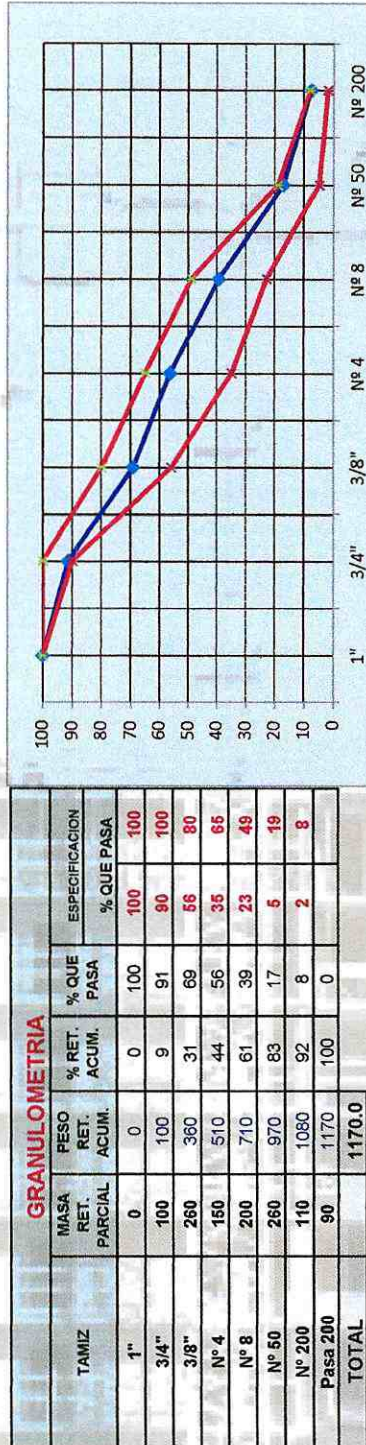 GRANULOMETRIA
TAMIZ MASA RET. PARCIAL PESO RET. ACUM. % RET. ACUM. % QUE PASA ESPECIFICACION % QUE PASA
1" 0 0 0 100 100 100
3/4" 100 100 9 91 90 100
3/8" 260 360 31 69 56 80
Nº 4 150 510 44 56 35 65
Nº 8 200 710 61 39 23 49
Nº 50 260 970 83 17 5 19
Nº 200 110 1080 92 8 2 8
Pasa 200 90 1170 100 0
TOTAL 1170.0
100
90
80
70
60
50
40
30
20
10
0
1" 3/4" 3/8" Nº 4 Nº 8 Nº 50 Nº 200